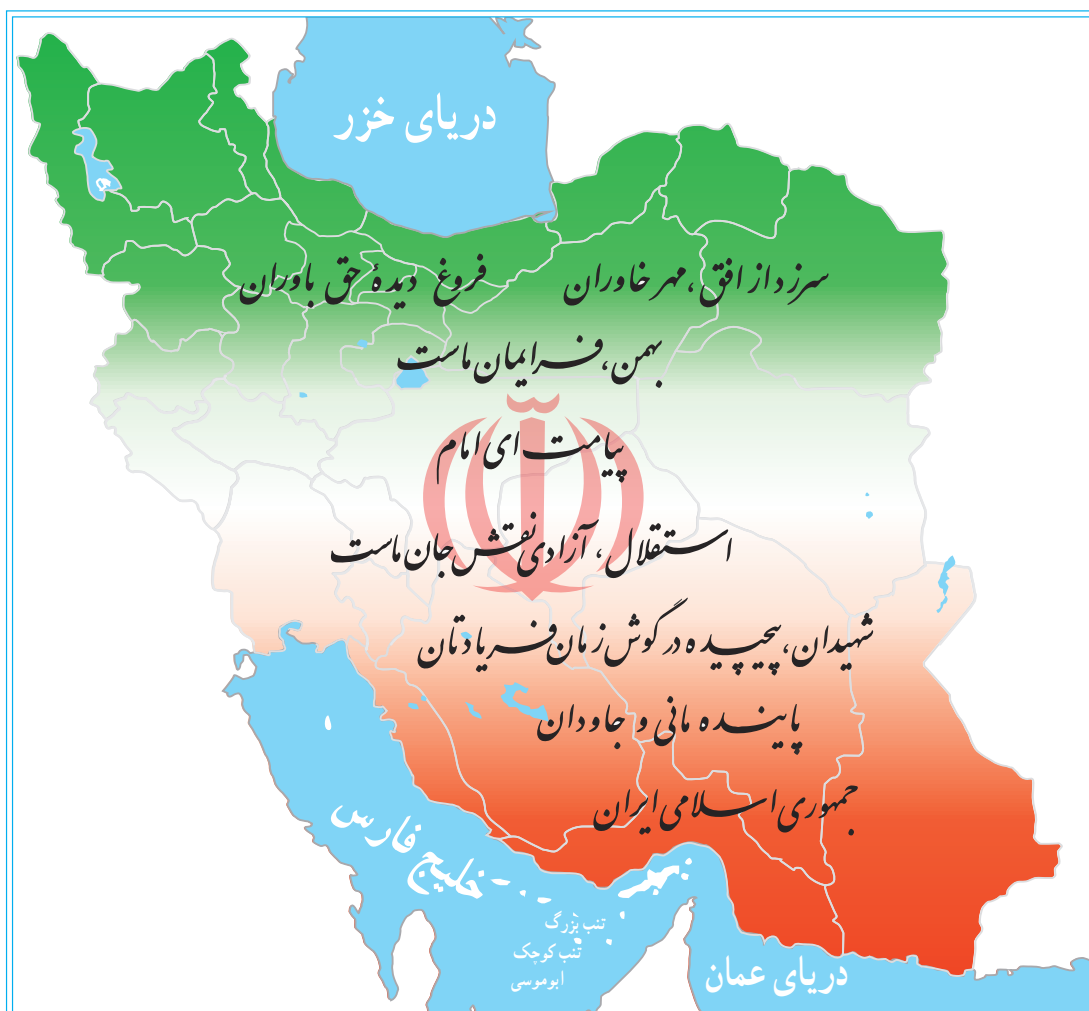 دریای خزر
سرزد از افق، مهر خاوران    فروغ دیدهٔ حق باوران
بهمن، فر ایمان ماست
پیامت ای امام
استقلال، آزادی نقش جان ماست
شهیدان، پیچیده در گوش زمان فریادتان
پاینده مانی و جاودان
جمهوری اسلامی ایران
خلیج فارس
تنب بزرگ
تنب کوچک
ابوموسی
دریای عمان